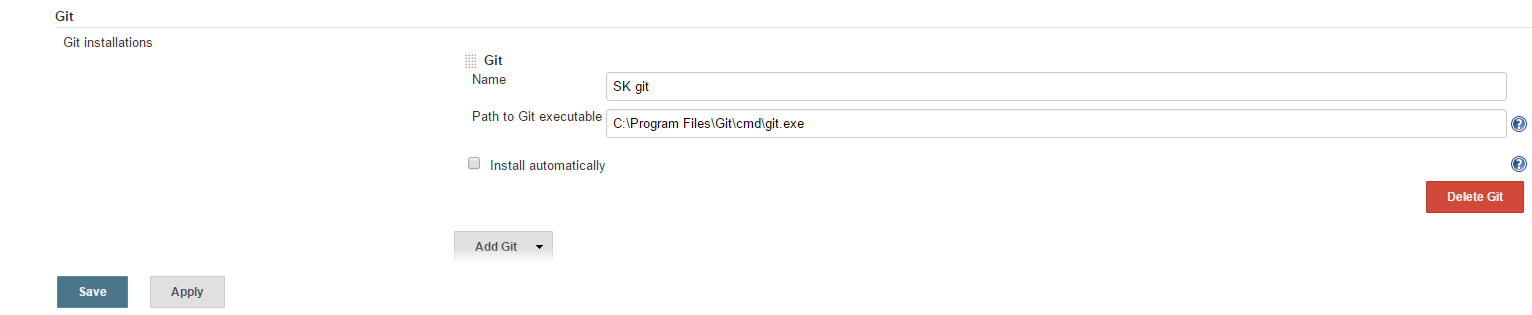 Git
Git installations
Git
Name
SK git
Path to Git executable
C:\Program Files\Git\cmd\git.exe
?
Install automatically
?
Delete Git
Add Git
Save
Apply